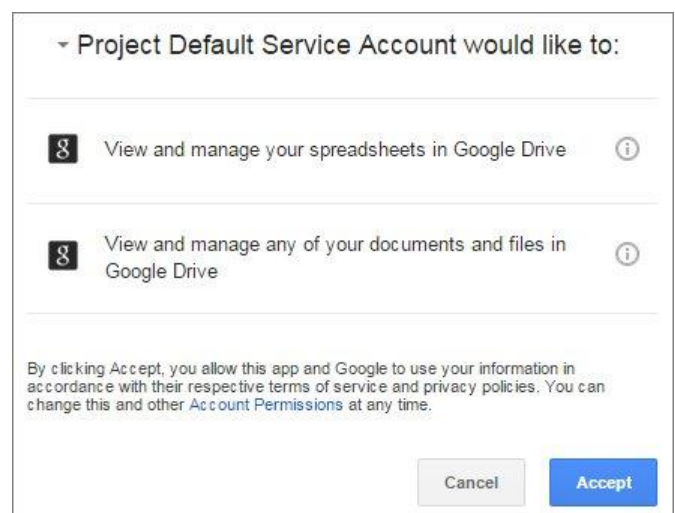 Project Default Service Account would like to:
8 View and manage your spreadsheets in Google Drive
8 View and manage any of your documents and files in
Google Drive
By clicking Accept, you allow this app and Google to use your information in
accordance with their respective terms of service and privacy policies. You can
change this and other Account Permissions at any time.
Cancel Accept